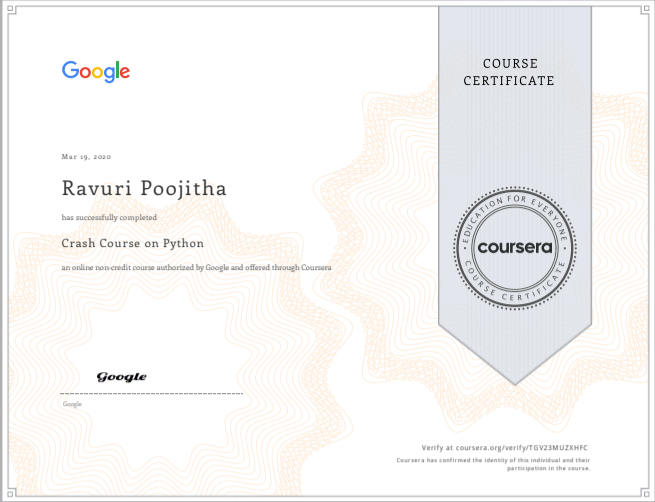 Google
COURSE
CERTIFICATE
Mar 19, 2020
Ravuri Poojitha
has successfully completed
Crash Course on Python
an online non-credit course authorized by Google and offered through Coursera
EDUCATION FOR EVERYONE
coursera
COURSE CERTIFICATE
Google
Google
Verify at coursera.org/verify/TGV23MUZXHFC
Coursera has confirmed the identity of this individual and their
participation in the course.